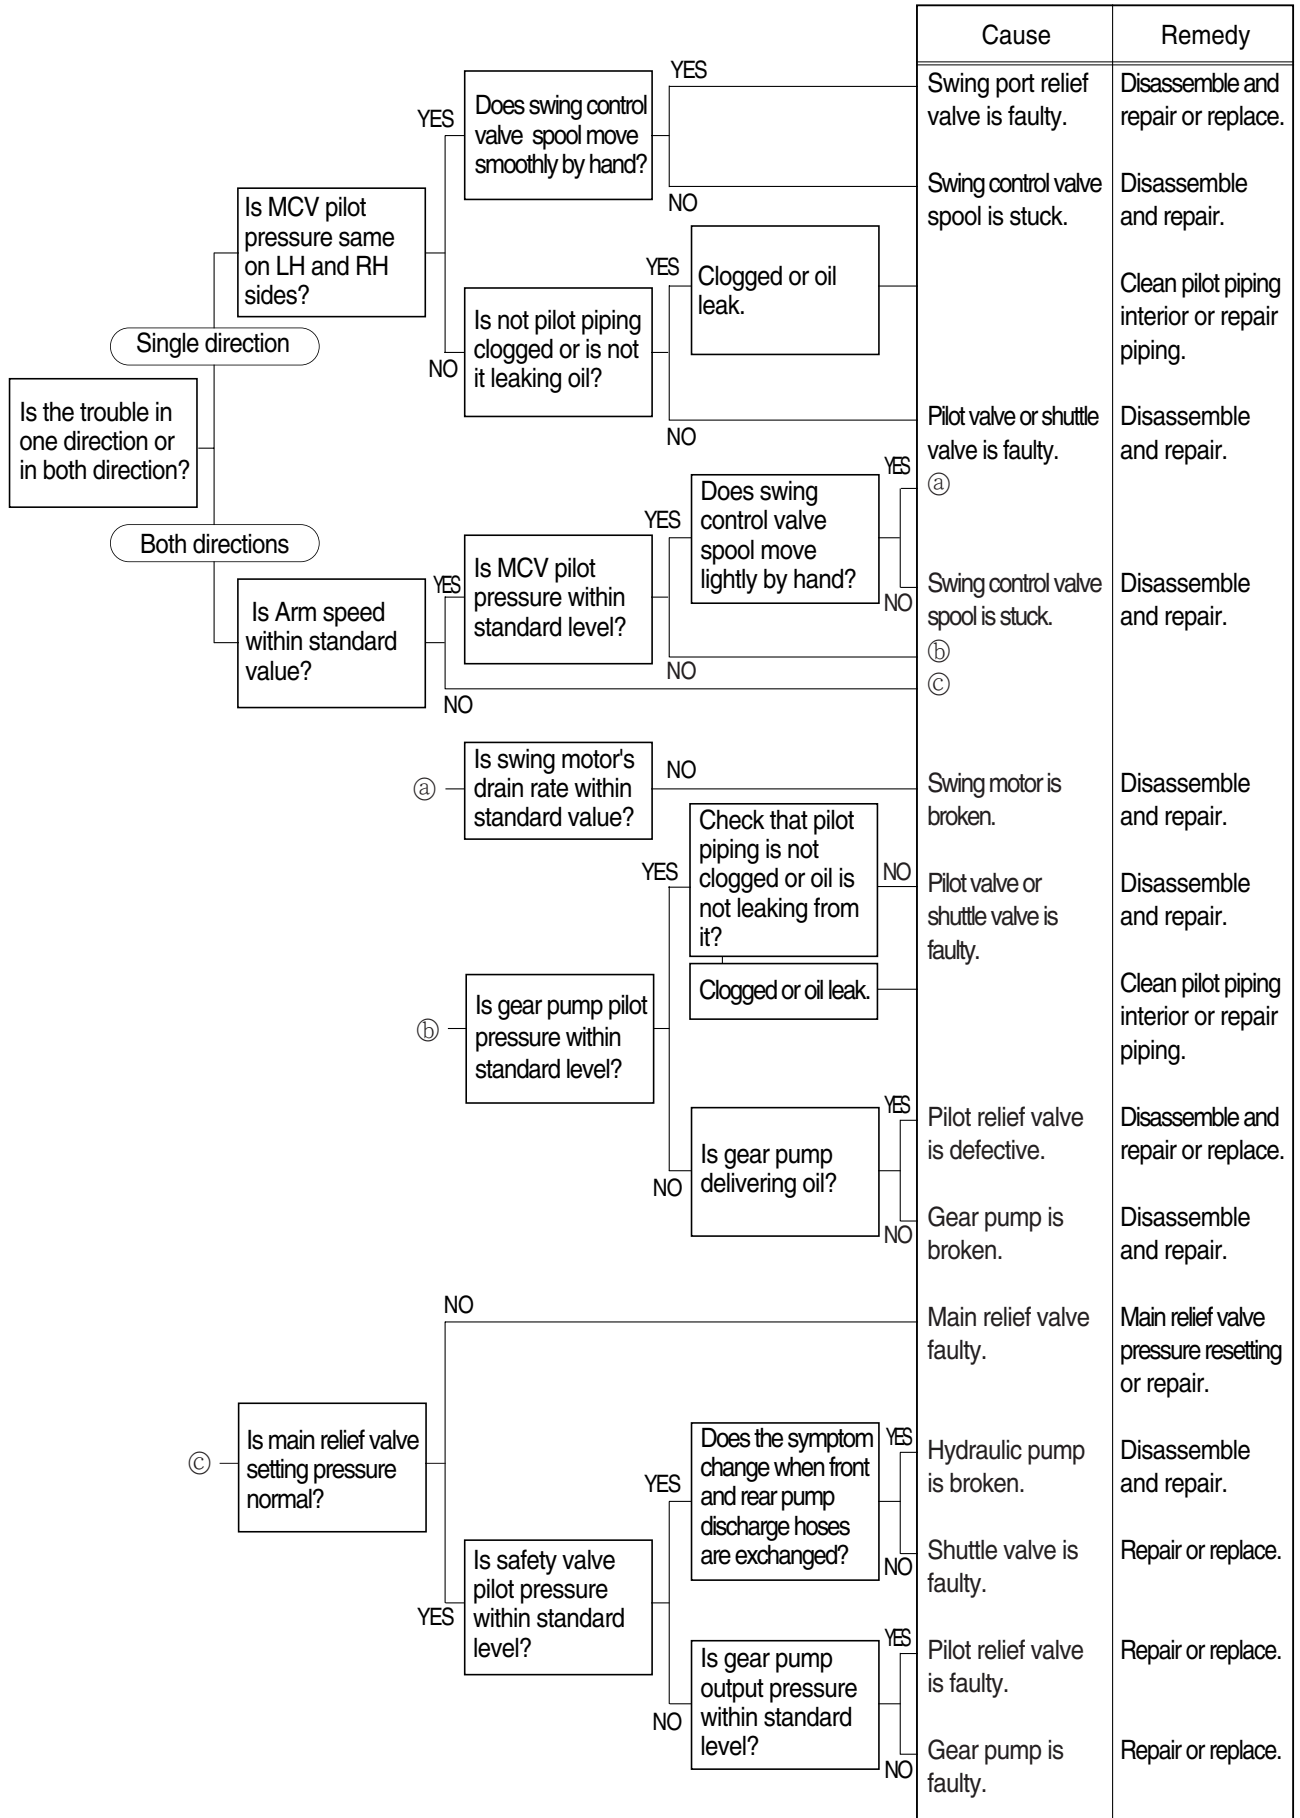 Cause
Remedy
YES
Does swing control
valve spool move
smoothly by hand?
YES
NO
Swing port relief
valve is faulty.
Disassemble and
repair or replace.
Swing control valve
spool is stuck.
Disassemble
and repair.
Is MCV pilot
pressure same
on LH and RH
sides?
Single direction
NO
Is not pilot piping
clogged or is not
it leaking oil?
YES
Clogged or oil
leak.
Clean pilot piping
interior or repair
piping.
NO
Pilot valve or shuttle
valve is faulty.
Disassemble
and repair.
Is the trouble in
one direction or
in both direction?
Both directions
Is Arm speed
within standard
value?
YES
Is MCV pilot
pressure within
standard level?
YES
Does swing
control valve
spool move
lightly by hand?
YES
ⓐ
NO
Swing control valve
spool is stuck.
Disassemble
and repair.
NO
ⓑ
NO
ⓒ
ⓐ
Is swing motor's
drain rate within
standard value?
NO
Swing motor is
broken.
Disassemble
and repair.
ⓑ
Is gear pump pilot
pressure within
standard level?
YES
Check that pilot
piping is not
clogged or oil is
not leaking from
it?
NO
Pilot valve or
shuttle valve is
faulty.
Disassemble
and repair.
Clogged or oil leak.
Clean pilot piping
interior or repair
piping.
NO
Is gear pump
delivering oil?
YES
Pilot relief valve
is defective.
Disassemble and
repair or replace.
NO
Gear pump is
broken.
Disassemble
and repair.
ⓒ
Is main relief valve
setting pressure
normal?
NO
Main relief valve
faulty.
Main relief valve
pressure resetting
or repair.
YES
Is safety valve
pilot pressure
within standard
level?
YES
Does the symptom
change when front
and rear pump
discharge hoses
are exchanged?
YES
Hydraulic pump
is broken.
Disassemble
and repair.
NO
Shuttle valve is
faulty.
Repair or replace.
NO
Is gear pump
output pressure
within standard
level?
YES
Pilot relief valve
is faulty.
Repair or replace.
NO
Gear pump is
faulty.
Repair or replace.